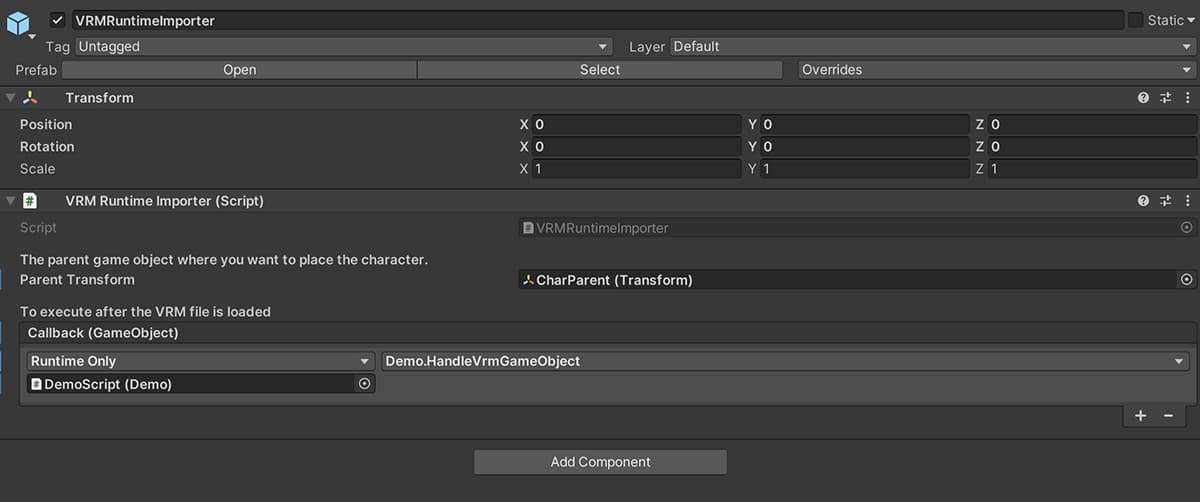 VRMRuntimeImporter Static
Tag Untagged Layer Default
Prefab Open Select Overrides
Transform
Position X 0 Y 0 Z 0
Rotation X 0 Y 0 Z 0
Scale X 1 Y 1 Z 1
# VRM Runtime Importer (Script)
Script # VRMRuntimeImporter
The parent game object where you want to place the character.
Parent Transform CharParent (Transform)
To execute after the VRM file is loaded
Callback (GameObject)
Runtime Only Demo.HandleVrmGameObject
# DemoScript (Demo)
+ −
Add Component